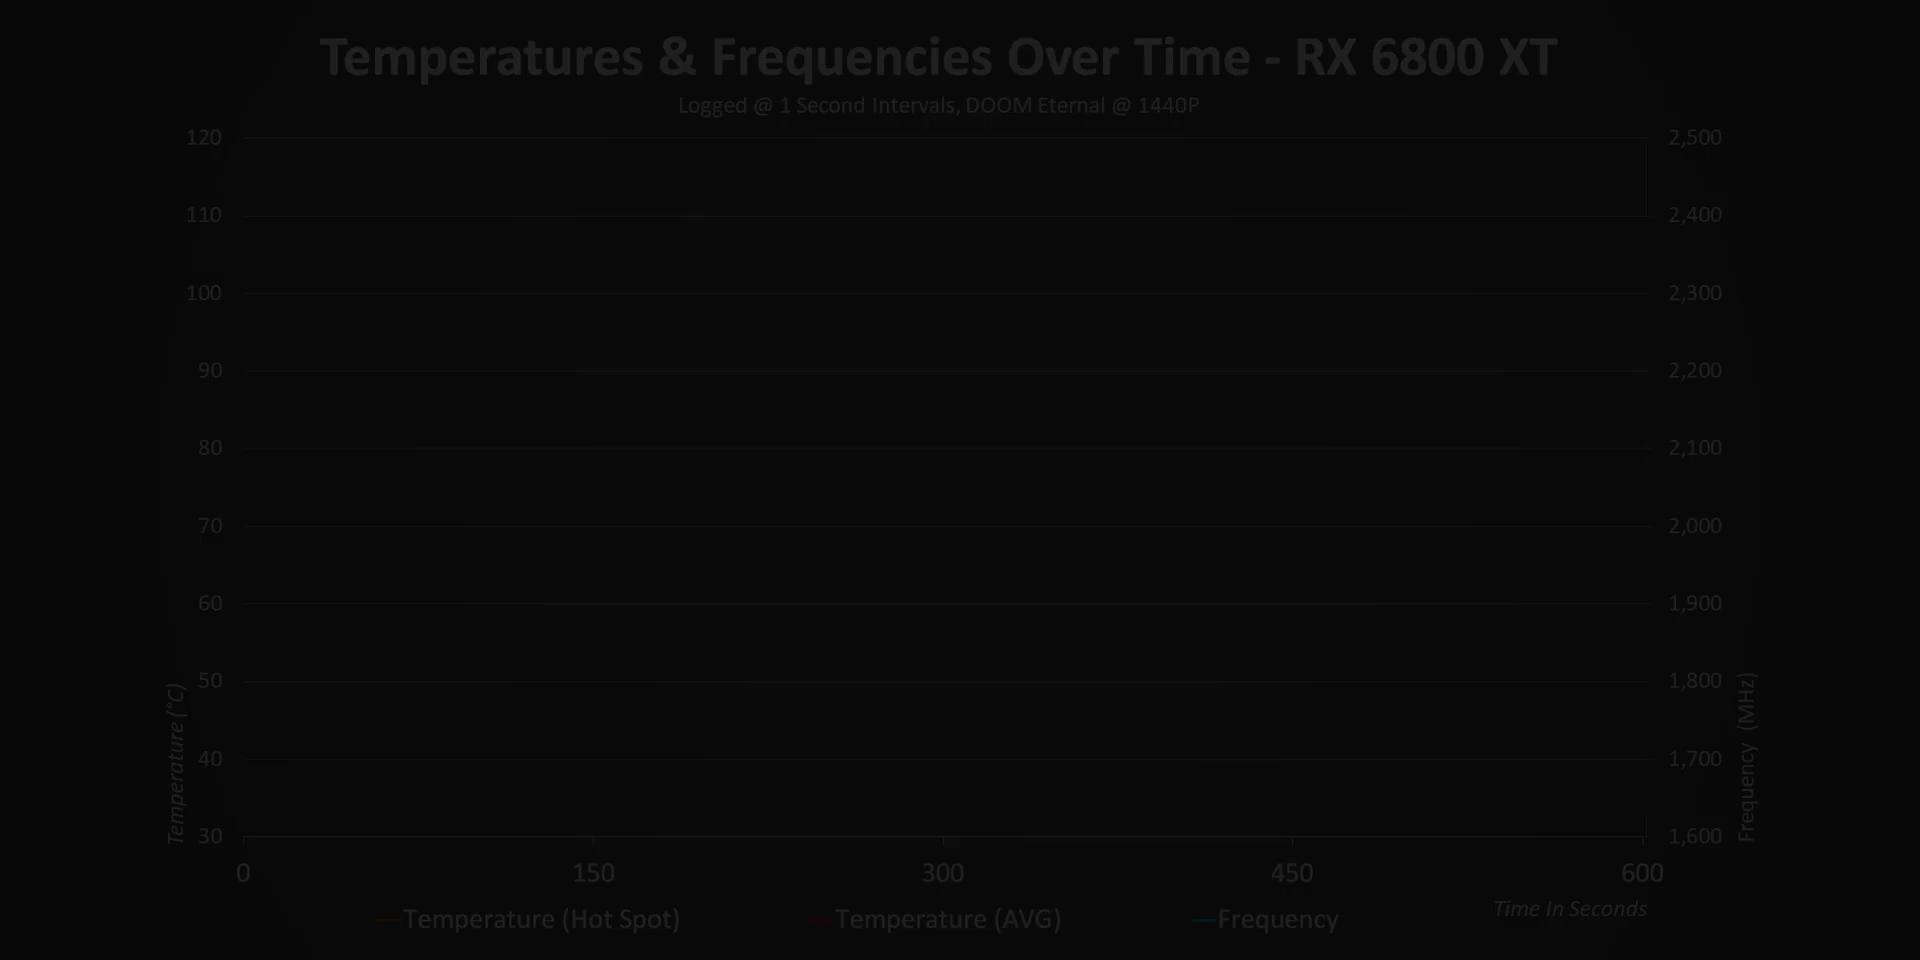 Temperatures & Frequencies Over Time - RX 6800 XT
Logged @ 1 Second Intervals, DOOM Eternal @ 1440P
120
110
100
90
80
70
60
50
40
30
Temperature (°C)
2,500
2,400
2,300
2,200
2,100
2,000
1,900
1,800
1,700
1,600
Frequency (MHz)
0 150 300 450 600
Time In Seconds
Temperature (Hot Spot) Temperature (AVG) Frequency